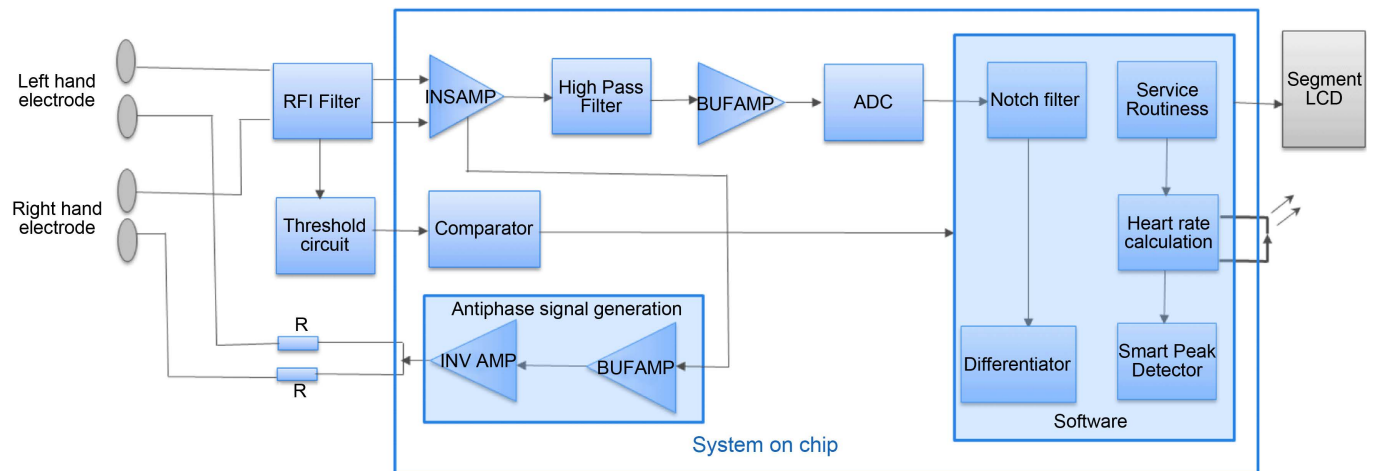 Left hand
electrode
Right hand
electrode
RFI Filter
Threshold
circuit
INSAMP
High Pass
Filter
BUFAMP
ADC
Notch filter
Service
Routiness
Segment
LCD
Comparator
Heart rate
calculation
Antiphase signal generation
INV AMP
BUFAMP
R
R
Differentiator
Smart Peak
Detector
Software
System on chip